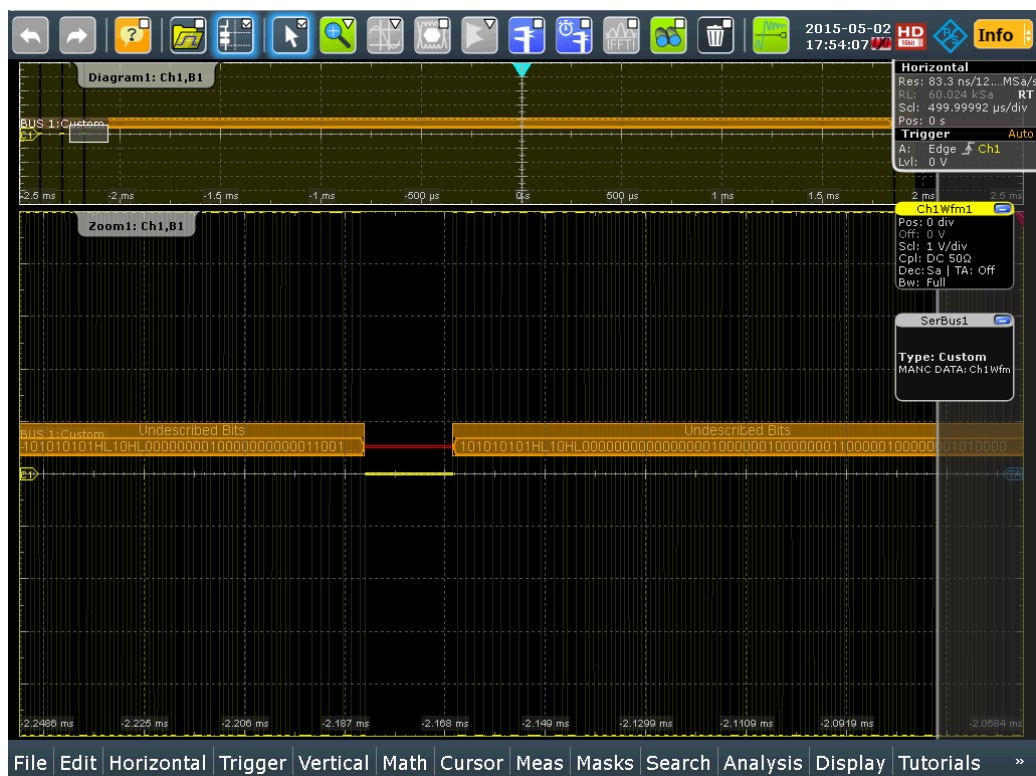 2015-05-02
17:54:07
HD
16bit
R&S
Info
IFFT
Diagram1: Ch1,B1
BUS 1:Custom
C1
-2.5 ms -2 ms -1.5 ms -1 ms -500 µs 0 s 500 µs 1 ms 1.5 ms 2 ms 2.5 ms
Horizontal
Res: 83.3 ns/12...MSa/s
RL: 60.024 kSa RT
Scl: 499.99992 µs/div
Pos: 0 s
Trigger Auto
A: Edge Ch1
Lvl: 0 V
Zoom1: Ch1,B1
Ch1Wfm1
Pos: 0 div
Off: 0 V
Scl: 1 V/div
Cpl: DC 50Ω
Dec:Sa | TA: Off
Bw: Full
SerBus1
Type: Custom
MANC DATA: Ch1Wfm
BUS 1:Custom
Undescribed Bits Undescribed Bits
C1
TA
-2.2486 ms -2.225 ms -2.206 ms -2.187 ms -2.168 ms -2.149 ms -2.1299 ms -2.1109 ms -2.0919 ms -2.0584 ms
File Edit Horizontal Trigger Vertical Math Cursor Meas Masks Search Analysis Display Tutorials »